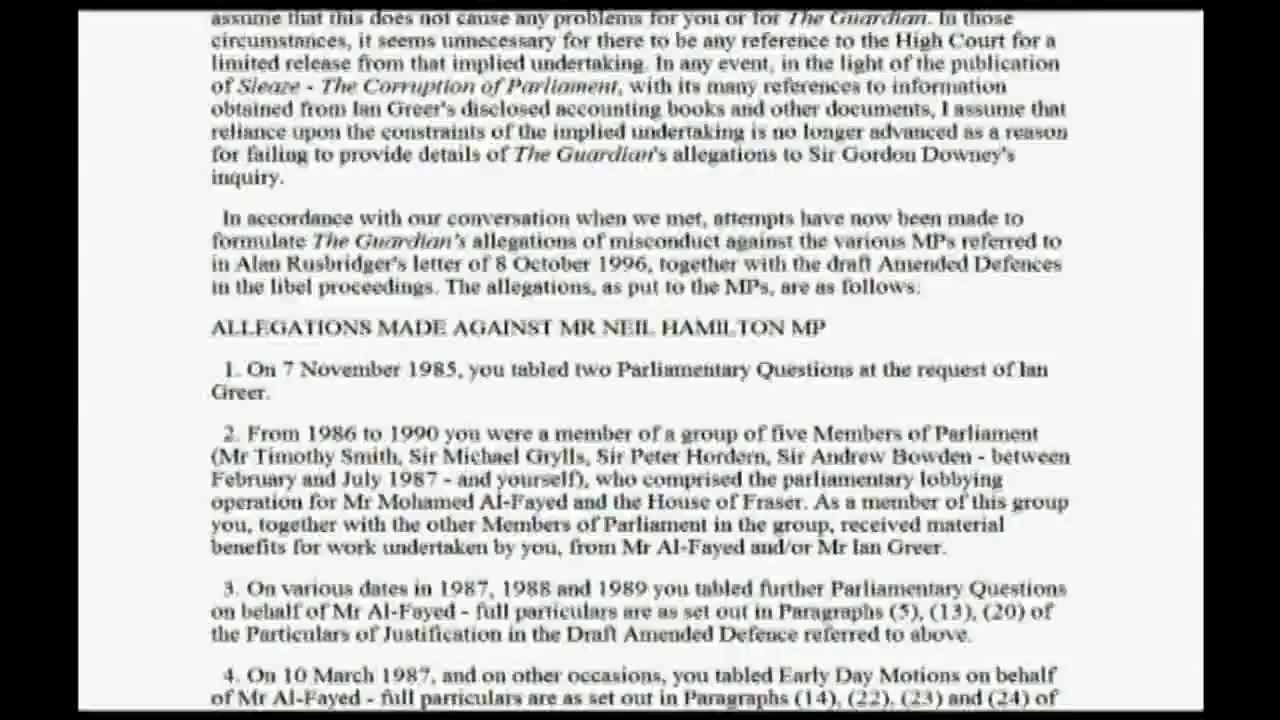 assume that this does not cause any problems for you or for The Guardian. In those
circumstances, it seems unnecessary for there to be any reference to the High Court for a
limited release from that implied undertaking. In any event, in the light of the publication
of Sleaze - The Corruption of Parliament, with its many references to information
obtained from Ian Greer's disclosed accounting books and other documents, I assume that
reliance upon the constraints of the implied undertaking is no longer advanced as a reason
for failing to provide details of The Guardian's allegations to Sir Gordon Downey's
inquiry.
In accordance with our conversation when we met, attempts have now been made to
formulate The Guardian's allegations of misconduct against the various MPs referred to
in Alan Rusbridger's letter of 8 October 1996, together with the draft Amended Defences
in the libel proceedings. The allegations, as put to the MPs, are as follows:
ALLEGATIONS MADE AGAINST MR NEIL HAMILTON MP
1. On 7 November 1985, you tabled two Parliamentary Questions at the request of Ian
Greer.
2. From 1986 to 1990 you were a member of a group of five Members of Parliament
(Mr Timothy Smith, Sir Michael Grylls, Sir Peter Hordern, Sir Andrew Bowden - between
February and July 1987 - and yourself), who comprised the parliamentary lobbying
operation for Mr Mohamed Al-Fayed and the House of Fraser. As a member of this group
you, together with the other Members of Parliament in the group, received material
benefits for work undertaken by you, from Mr Al-Fayed and/or Mr Ian Greer.
3. On various dates in 1987, 1988 and 1989 you tabled further Parliamentary Questions
on behalf of Mr Al-Fayed - full particulars are as set out in Paragraphs (5), (13), (20) of
the Particulars of Justification in the Draft Amended Defence referred to above.
4. On 10 March 1987, and on other occasions, you tabled Early Day Motions on behalf
of Mr Al-Fayed - full particulars are as set out in Paragraphs (14), (22), (23) and (24) of